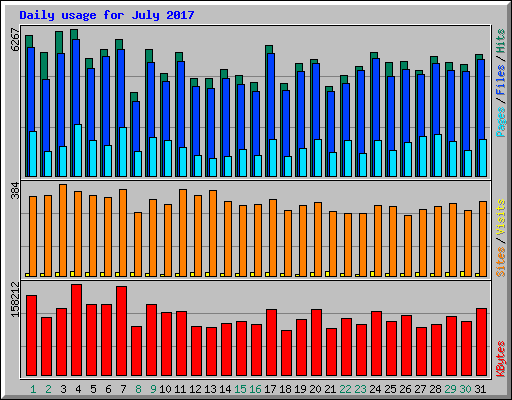 Daily usage for July 2017
6267
Pages/Files/Hits
384
Sites/Visits
158212
KBytes
1 2 3 4 5 6 7 8 9 10 11 12 13 14 15 16 17 18 19 20 21 22 23 24 25 26 27 28 29 30 31